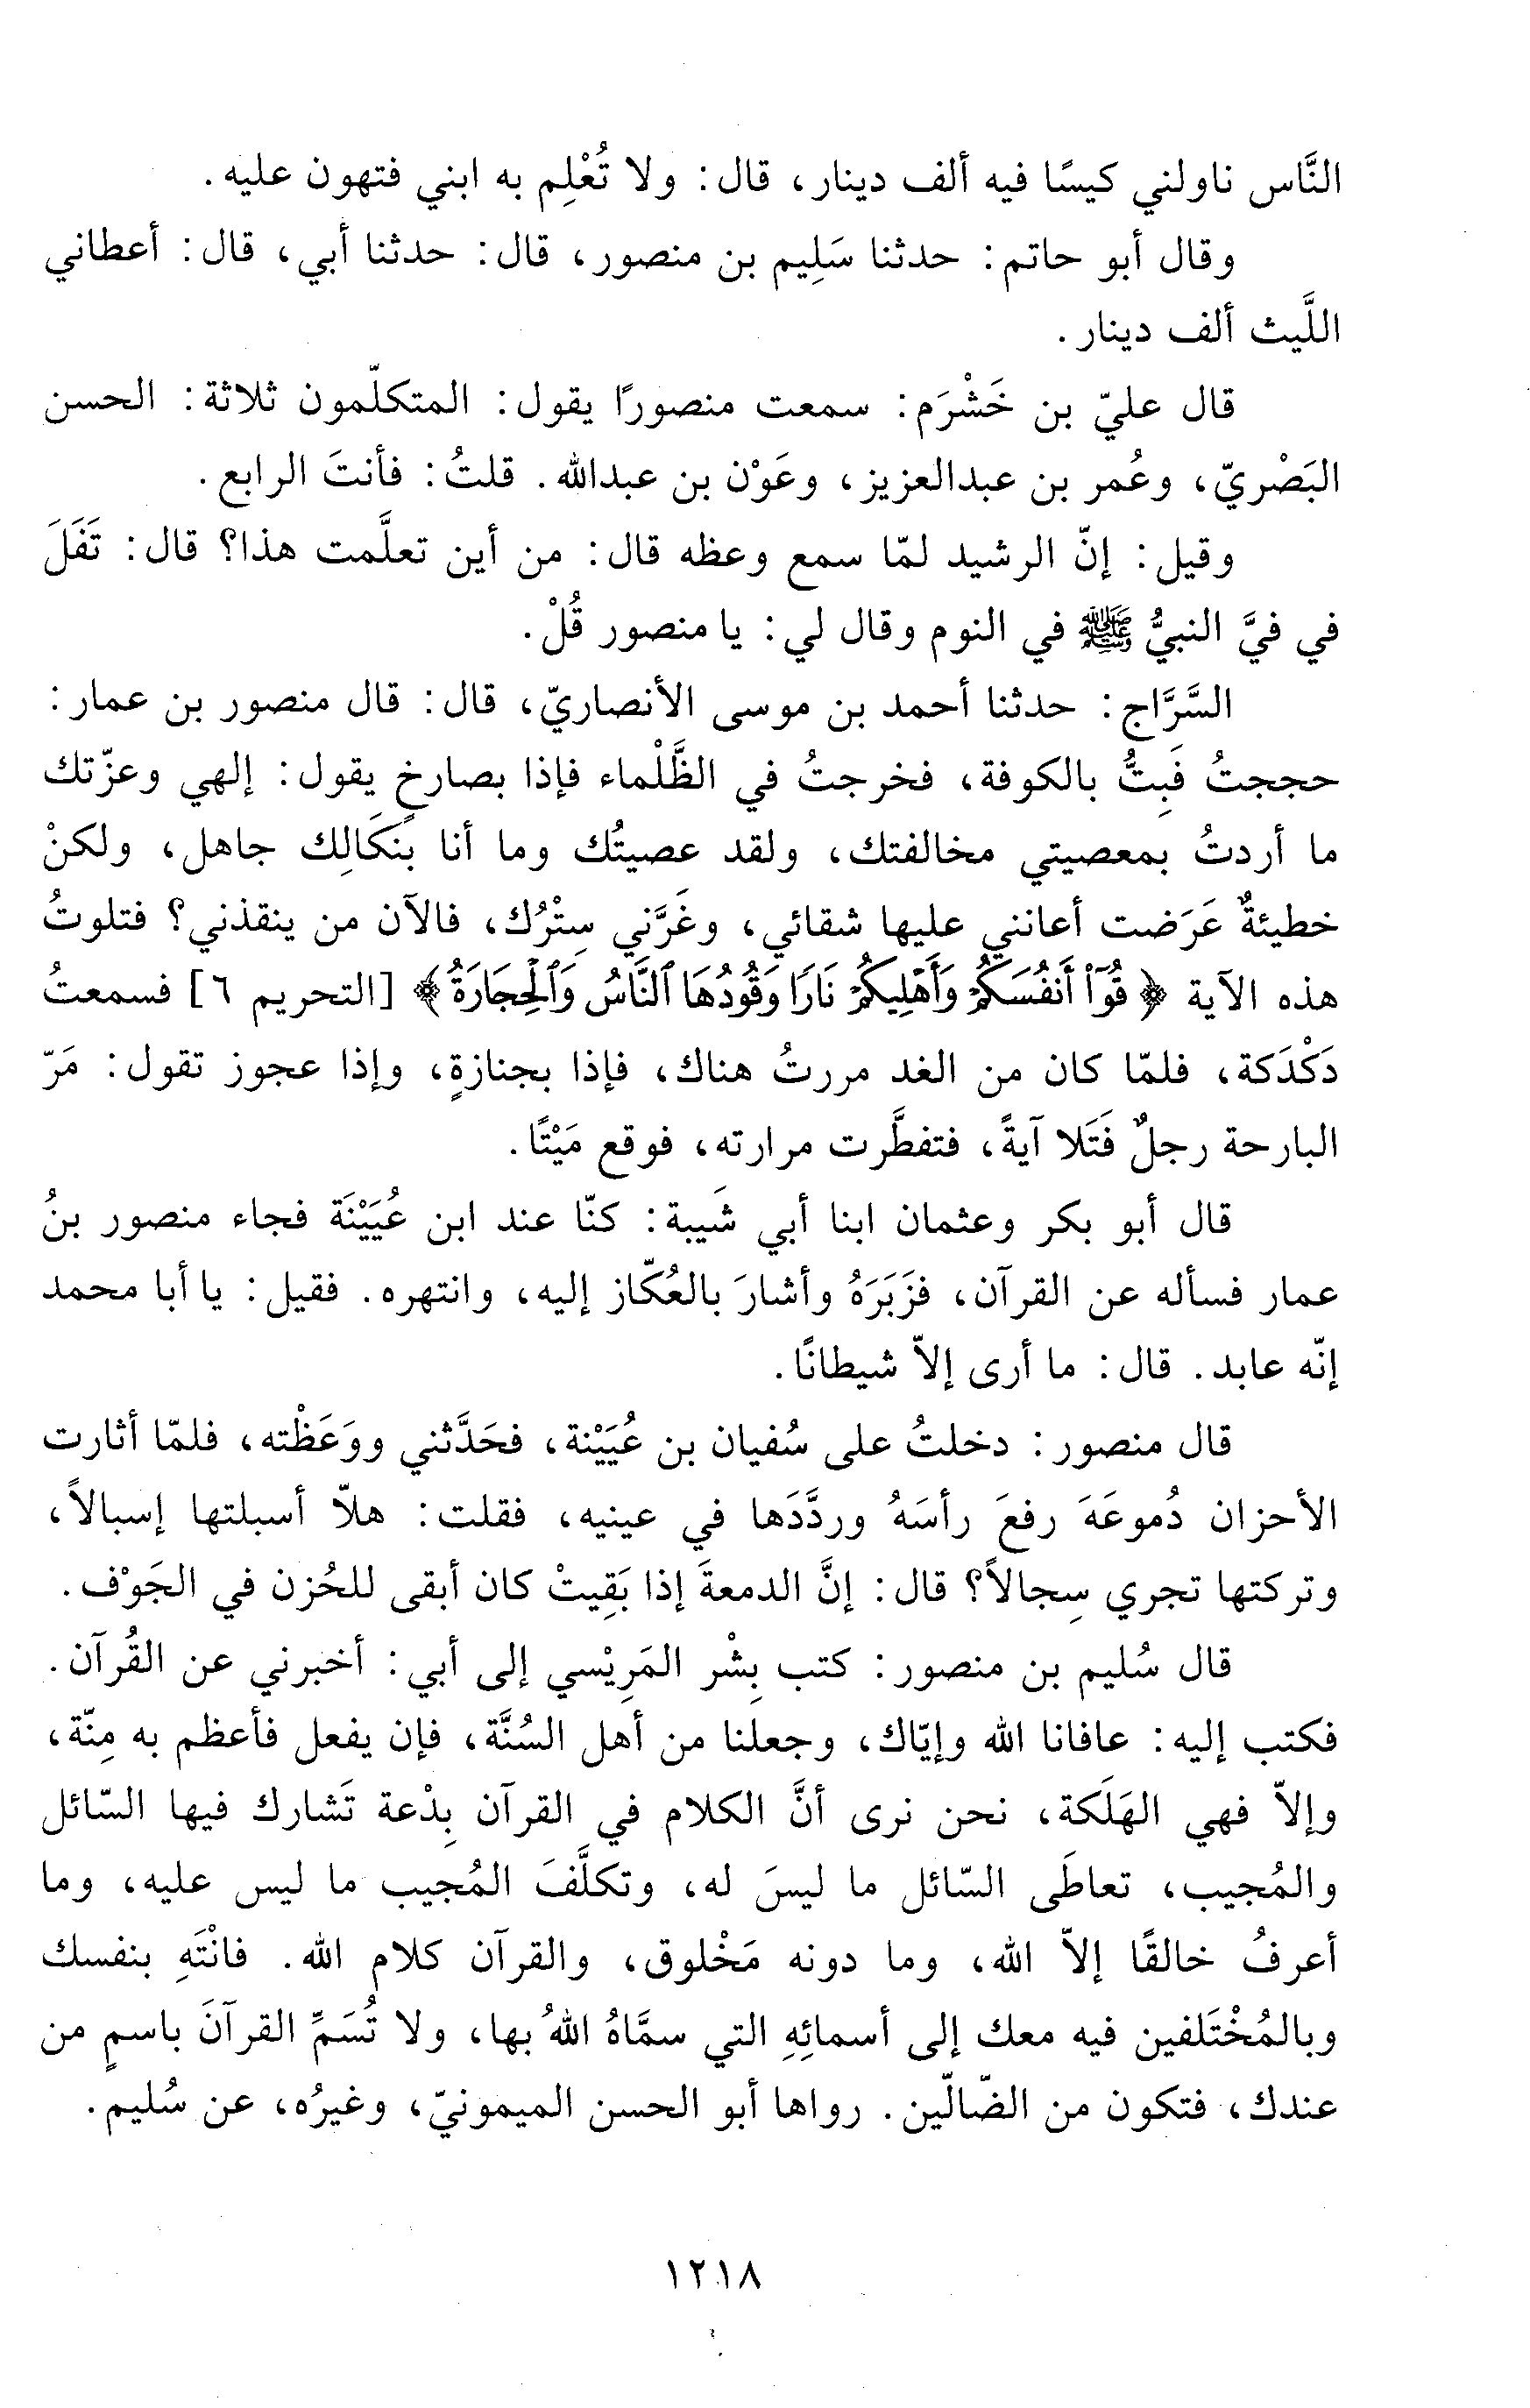 النَّاس ناولني كيسًا فيه ألف دينار، قال: ولا تُعْلِم به ابني فتهون عليه.
وقال أبو حاتم: حدثنا سَلِيم بن منصور، قال: حدثنا أبي، قال: أعطاني
اللَّيث ألف دينار.
قال عليّ بن خَشْرَم: سمعت منصورًا يقول: المتكلّمون ثلاثة: الحسن
البَصْريّ، وعُمر بن عبدالعزيز، وعَوْن بن عبدالله. قلتُ: فأنتَ الرابع.
وقيل: إنّ الرشيد لمّا سمع وعظه قال: من أين تعلَّمت هذا؟ قال: تَفَلَ
في فيَّ النبيُّ ﷺ في النوم وقال لي: يا منصور قُلْ.
السَّرَّاج: حدثنا أحمد بن موسى الأنصاريّ، قال: قال منصور بن عمار:
حججتُ فَبِتُّ بالكوفة، فخرجتُ في الظَّلْماء فإذا بصارخٍ يقول: إلهي وعزّتك
ما أردتُ بمعصيتي مخالفتك، ولقد عصيتُك وما أنا بنَكَالِك جاهل، ولكنْ
خطيئةٌ عَرَضت أعانني عليها شقائي، وغَرَّني سِتْرُك، فالآن من ينقذني؟ فتلوتُ
هذه الآية ﴿ قُوٓاْ أَنفُسَكُمْ وَأَهْلِيكُمْ نَارًا وَقُودُهَا ٱلنَّاسُ وَٱلْحِجَارَةُ ﴾ [التحريم ٦] فسمعتُ
دَكْدَكة، فلمّا كان من الغد مررتُ هناك، فإذا بجنازةٍ، وإذا عجوز تقول: مَرّ
البارحة رجلٌ فَتَلا آيةً، فتفطَّرت مرارته، فوقع مَيْتًا.
قال أبو بكر وعثمان ابنا أبي شَيبة: كنّا عند ابن عُيَيْنَة فجاء منصور بنُ
عمار فسأله عن القرآن، فزَبَرَهُ وأشارَ بالعُكّاز إليه، وانتهره. فقيل: يا أبا محمد
إنّه عابد. قال: ما أرى إلاّ شيطانًا.
قال منصور: دخلتُ على سُفيان بن عُيَيْنة، فحَدَّثني ووَعَظْته، فلمّا أثارت
الأحزان دُموعَهَ رفعَ رأسَهُ وردَّدَها في عينيه، فقلت: هلاّ أسبلتها إسبالاً،
وتركتها تجري سِجالاً؟ قال: إنَّ الدمعةَ إذا بَقِيتْ كان أبقى للحُزن في الجَوْف.
قال سُليم بن منصور: كتب بِشْر المَرِيْسي إلى أبي: أخبرني عن القُرآن.
فكتب إليه: عافانا الله وإيّاك، وجعلنا من أهل السُنَّة، فإن يفعل فأعظم به مِنّة،
وإلاّ فهي الهَلَكة، نحن نرى أنَّ الكلام في القرآن بِدْعة تَشارك فيها السّائل
والمُجيب، تعاطَى السّائل ما ليسَ له، وتكلَّفَ المُجيب ما ليس عليه، وما
أعرفُ خالقًا إلاّ الله، وما دونه مَخْلوق، والقرآن كلام الله. فانْتَهِ بنفسك
وبالمُخْتَلفين فيه معك إلى أسمائِهِ التي سمَّاهُ اللهُ بها، ولا تُسَمِّ القرآنَ باسمٍ من
عندك، فتكون من الضّالّين. رواها أبو الحسن الميمونيّ، وغيرُه، عن سُليم.
١٢١٨